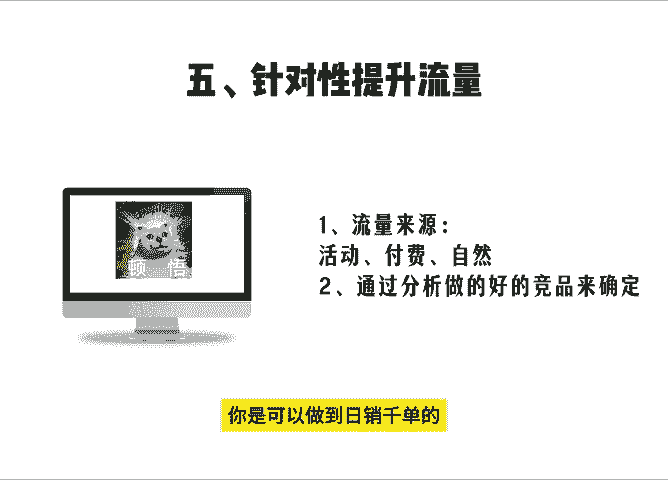 五、针对性提升流量
顿 悟
1、流量来源：
活动、付费、自然
2、通过分析做的好的竞品来确定
你是可以做到日销千单的